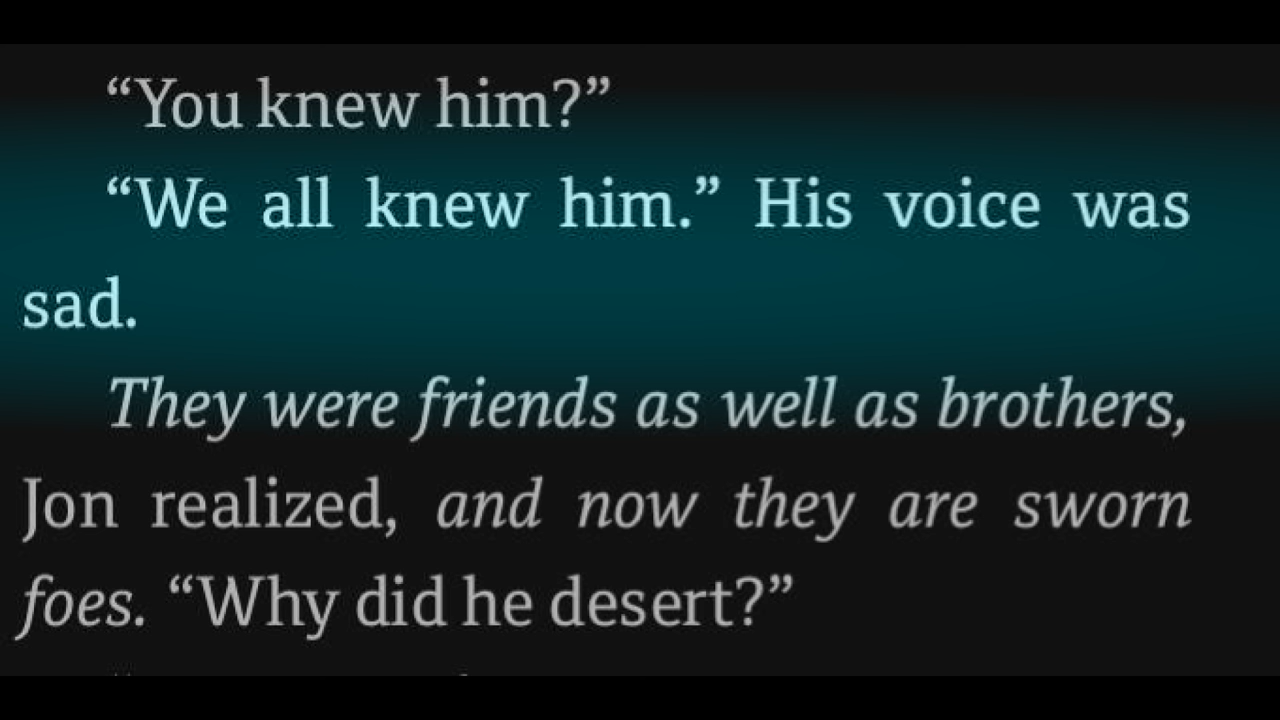 “You knew him?”
“We all knew him.” His voice was
sad.
They were friends as well as brothers,
Jon realized, and now they are sworn
foes. “Why did he desert?”